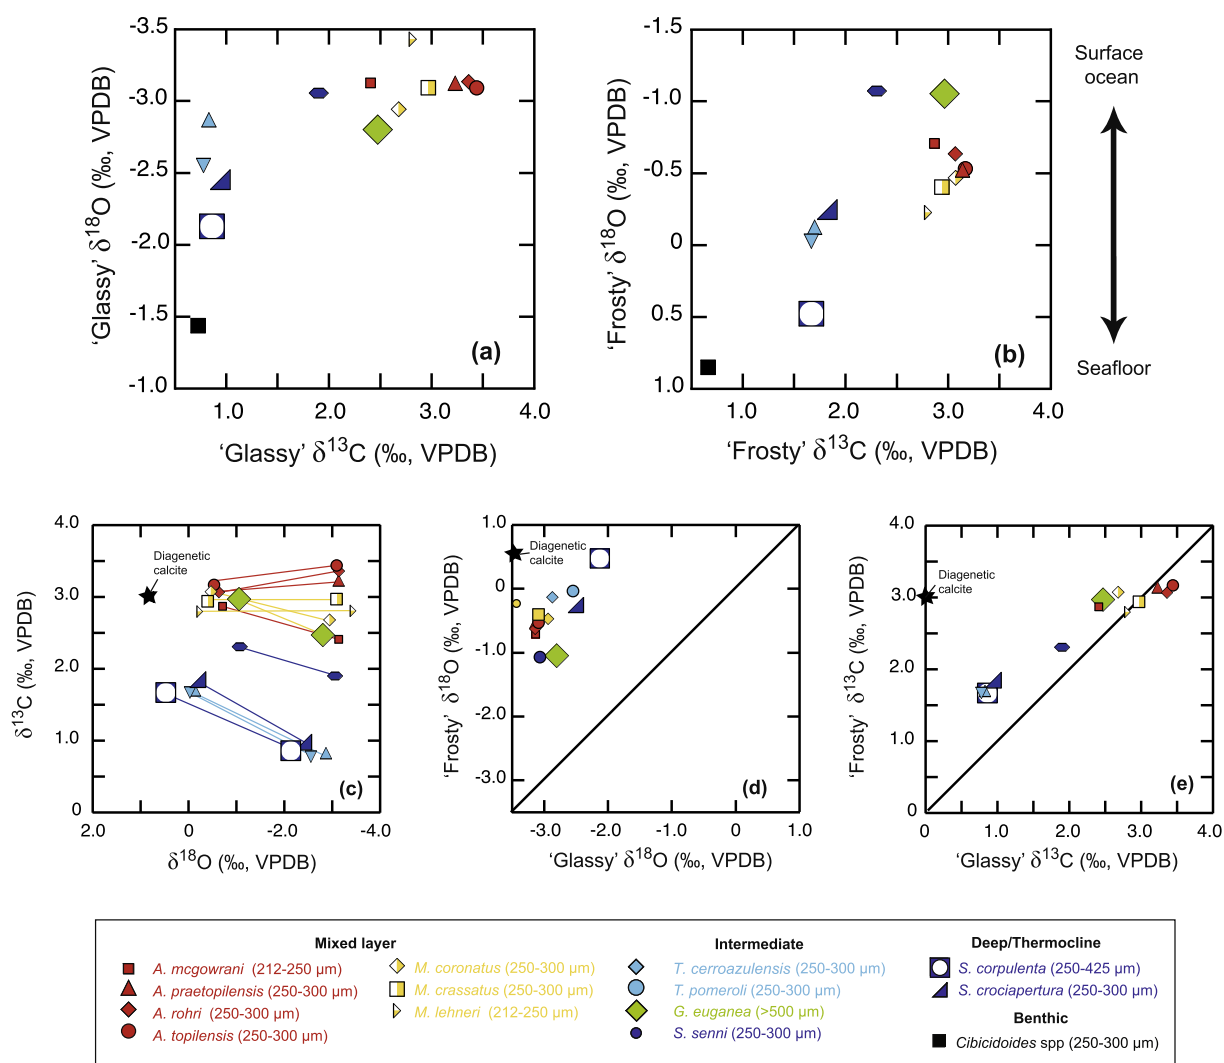 -3.5
-3.0
-2.5
-2.0
-1.5
-1.0
1.0 2.0 3.0 4.0
'Glassy' δ18O (‰, VPDB)
'Glassy' δ13C (‰, VPDB)
(a)
-1.5
-1.0
-0.5
0
0.5
1.0
1.0 2.0 3.0 4.0
'Frosty' δ18O (‰, VPDB)
'Frosty' δ13C (‰, VPDB)
(b)
Surface
ocean
Seafloor
4.0
3.0
2.0
1.0
0
2.0 0 -2.0 -4.0
δ13C (‰, VPDB)
δ18O (‰, VPDB)
Diagenetic
calcite
(c)
1.0
0
-1.0
-2.0
-3.0
-3.0 -2.0 -1.0 0 1.0
'Frosty' δ18O (‰, VPDB)
'Glassy' δ18O (‰, VPDB)
Diagenetic
calcite
(d)
4.0
3.0
2.0
1.0
0
0 1.0 2.0 3.0 4.0
'Frosty' δ13C (‰, VPDB)
'Glassy' δ13C (‰, VPDB)
Diagenetic
calcite
(e)
Mixed layer
A. mcgowrani (212-250 µm)
A. praetopilensis (250-300 µm)
A. rohri (250-300 µm)
A. topilensis (250-300 µm)
M. coronatus (250-300 µm)
M. crassatus (250-300 µm)
M. lehneri (212-250 µm)
Intermediate
T. cerroazulensis (250-300 µm)
T. pomeroli (250-300 µm)
G. euganea (>500 µm)
S. senni (250-300 µm)
Deep/Thermocline
S. corpulenta (250-425 µm)
S. crociapertura (250-300 µm)
Benthic
Cibicidoides spp (250-300 µm)